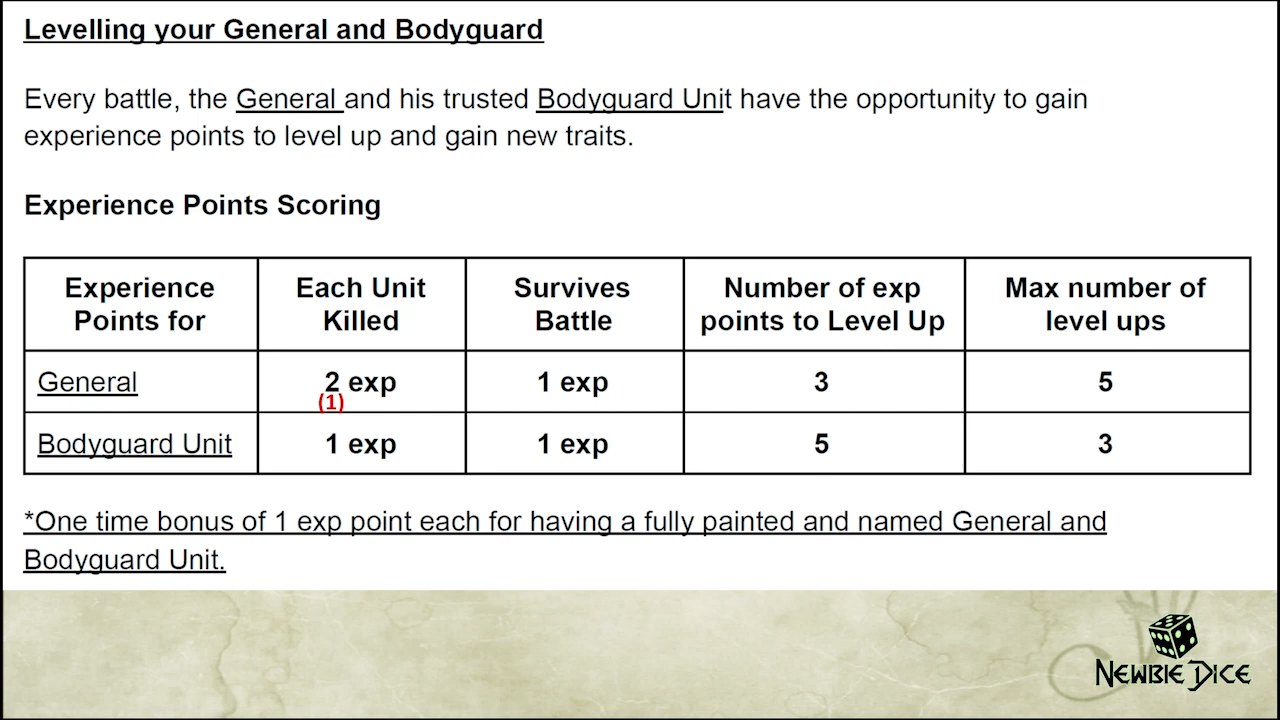 Levelling your General and Bodyguard
Every battle, the General and his trusted Bodyguard Unit have the opportunity to gain
experience points to level up and gain new traits.
Experience Points Scoring
Experience Points for | Each Unit Killed | Survives Battle | Number of exp points to Level Up | Max number of level ups
General | 2 exp (1) | 1 exp | 3 | 5
Bodyguard Unit | 1 exp | 1 exp | 5 | 3
*One time bonus of 1 exp point each for having a fully painted and named General and
Bodyguard Unit.
NEWBIE DICE